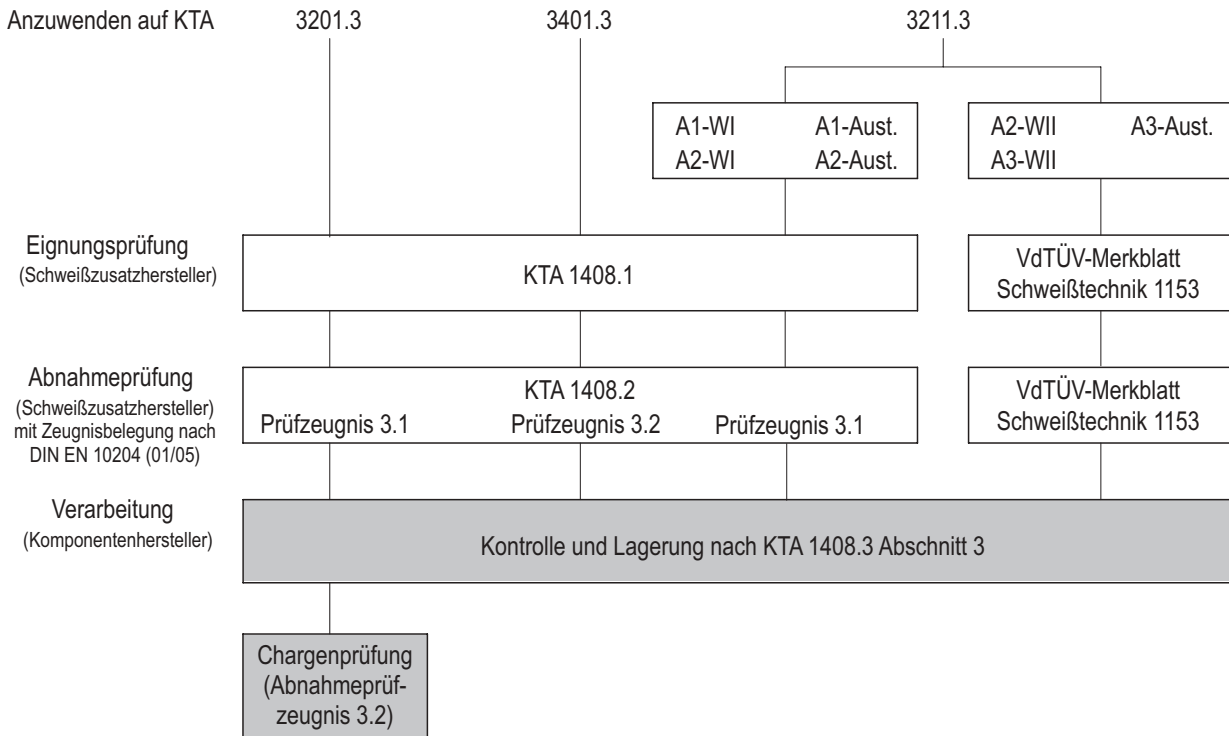 Anzuwenden auf KTA 3201.3 3401.3 3211.3
A1-WI A1-Aust. A2-WII A3-Aust.
A2-WI A2-Aust. A3-WII
Eignungsprüfung
(Schweißzusatzhersteller)
KTA 1408.1
VdTÜV-Merkblatt
Schweißtechnik 1153
Abnahmeprüfung
(Schweißzusatzhersteller)
mit Zeugnisbelegung nach
DIN EN 10204 (01/05)
KTA 1408.2
Prüfzeugnis 3.1 Prüfzeugnis 3.2 Prüfzeugnis 3.1
VdTÜV-Merkblatt
Schweißtechnik 1153
Verarbeitung
(Komponentenhersteller)
Kontrolle und Lagerung nach KTA 1408.3 Abschnitt 3
Chargenprüfung
(Abnahmeprüf-
zeugnis 3.2)